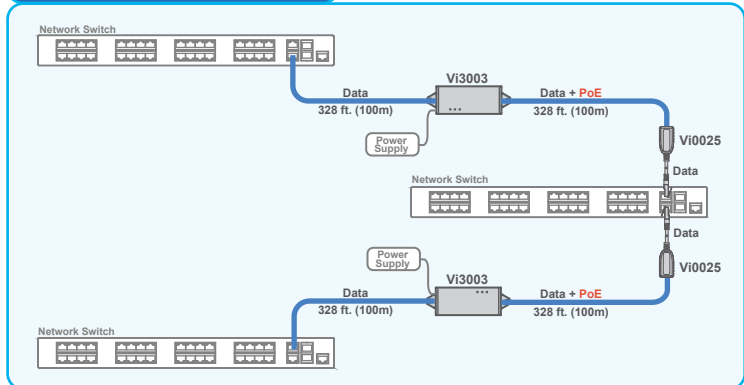 Network Switch
Vi3003
Data
Data + PoE
328 ft. (100m)
328 ft. (100m)
Power
Supply
Vi0025
Data
Network Switch
Data
Power
Supply
Vi0025
Vi3003
Data
Data + PoE
328 ft. (100m)
328 ft. (100m)
Network Switch